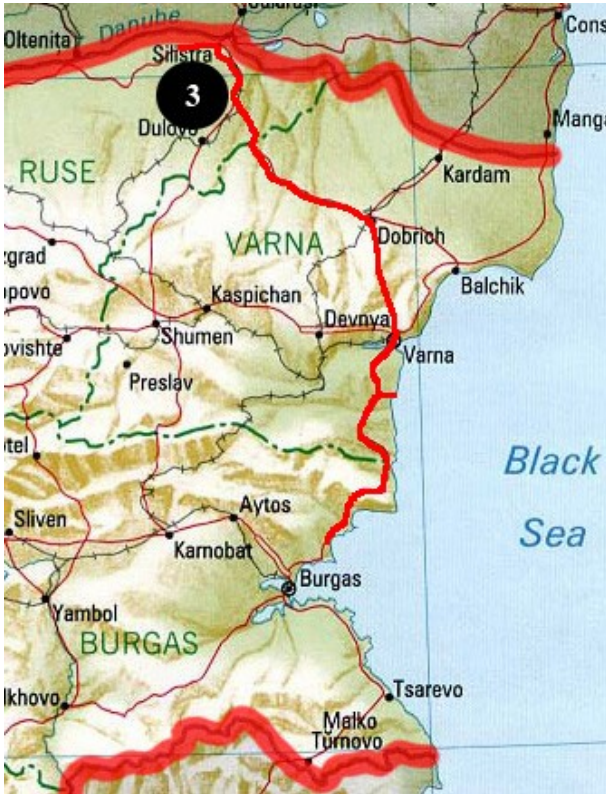 Danube
Oltenita
Silistra
Cons
3
Dulovo
Manga
RUSE
Kardam
VARNA
Dobrich
zgrad
Balchik
opovo
Kaspichan
Devnya
Shumen
ovishte
Varna
Preslav
otel
Black
Sea
Aytos
Sliven
Karnobat
Burgas
Yambol
BURGAS
lkhovo
Tsarevo
Malko
Tŭrnovo